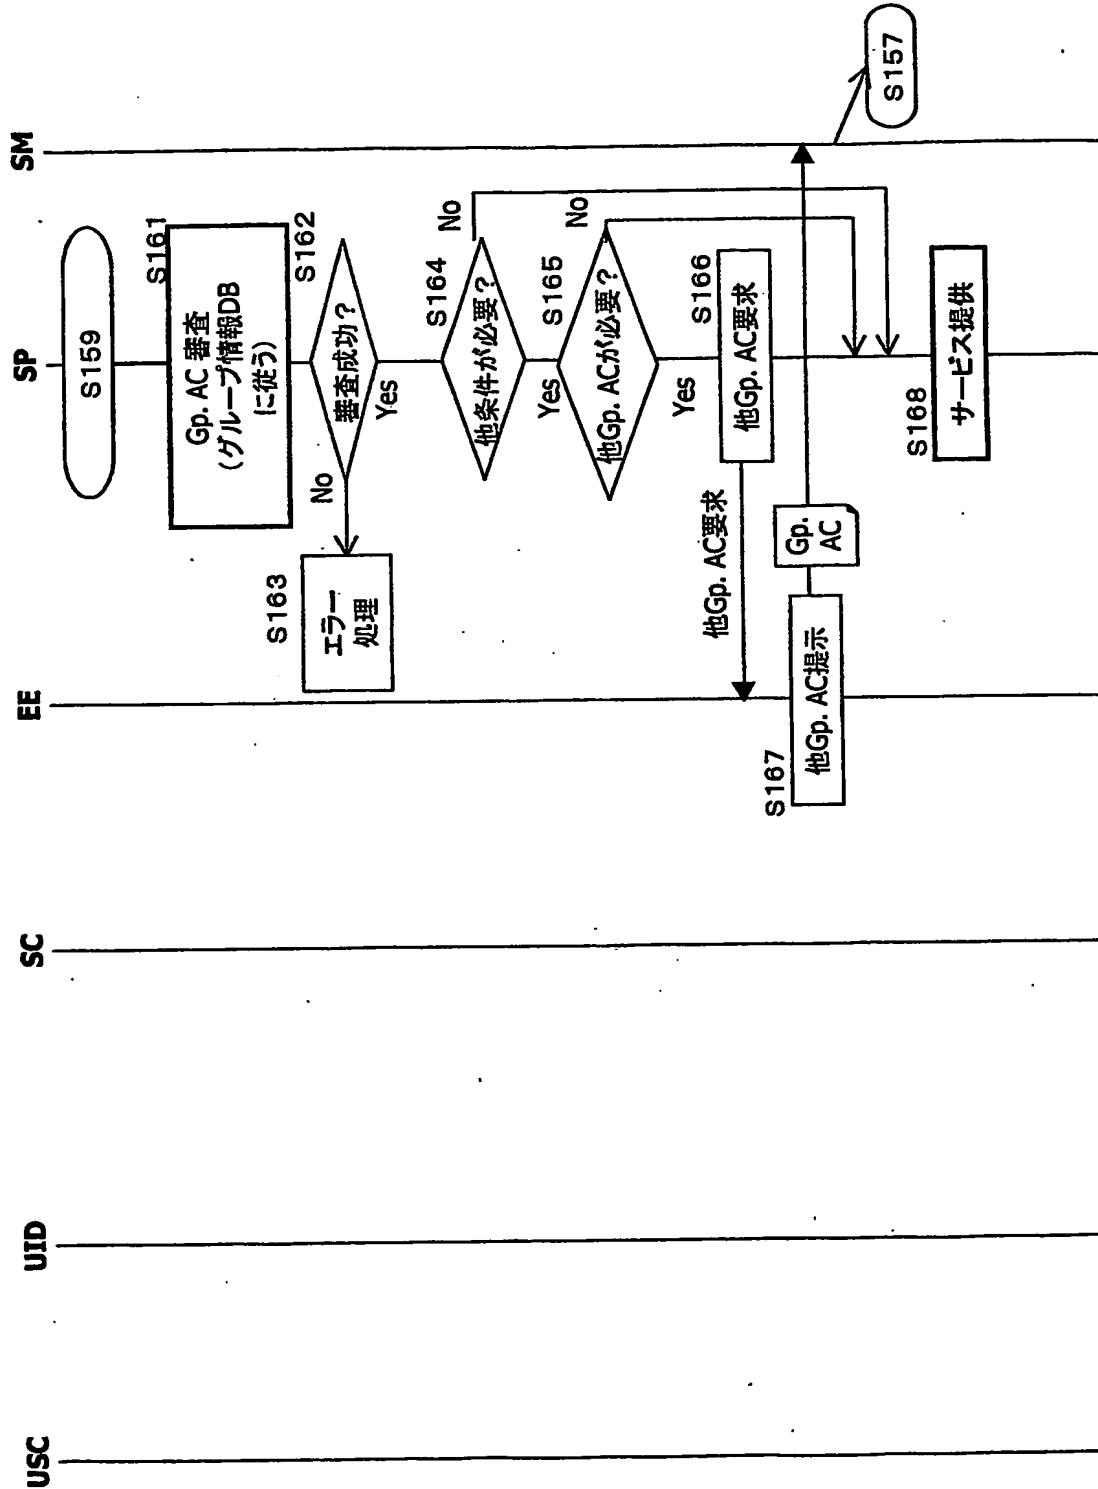 USC
UID
SC
EE
SP
SM
S159
S161
Gp. AC 審査
(グループ情報DB
に従う)
S162
審査成功?
No
Yes
S163
エラー
処理
S164
他条件が必要?
No
Yes
S165
他Gp. ACが必要?
No
Yes
S166
他Gp. AC要求
他Gp. AC要求
S167
他Gp. AC提示
Gp.
AC
S157
S168
サービス提供